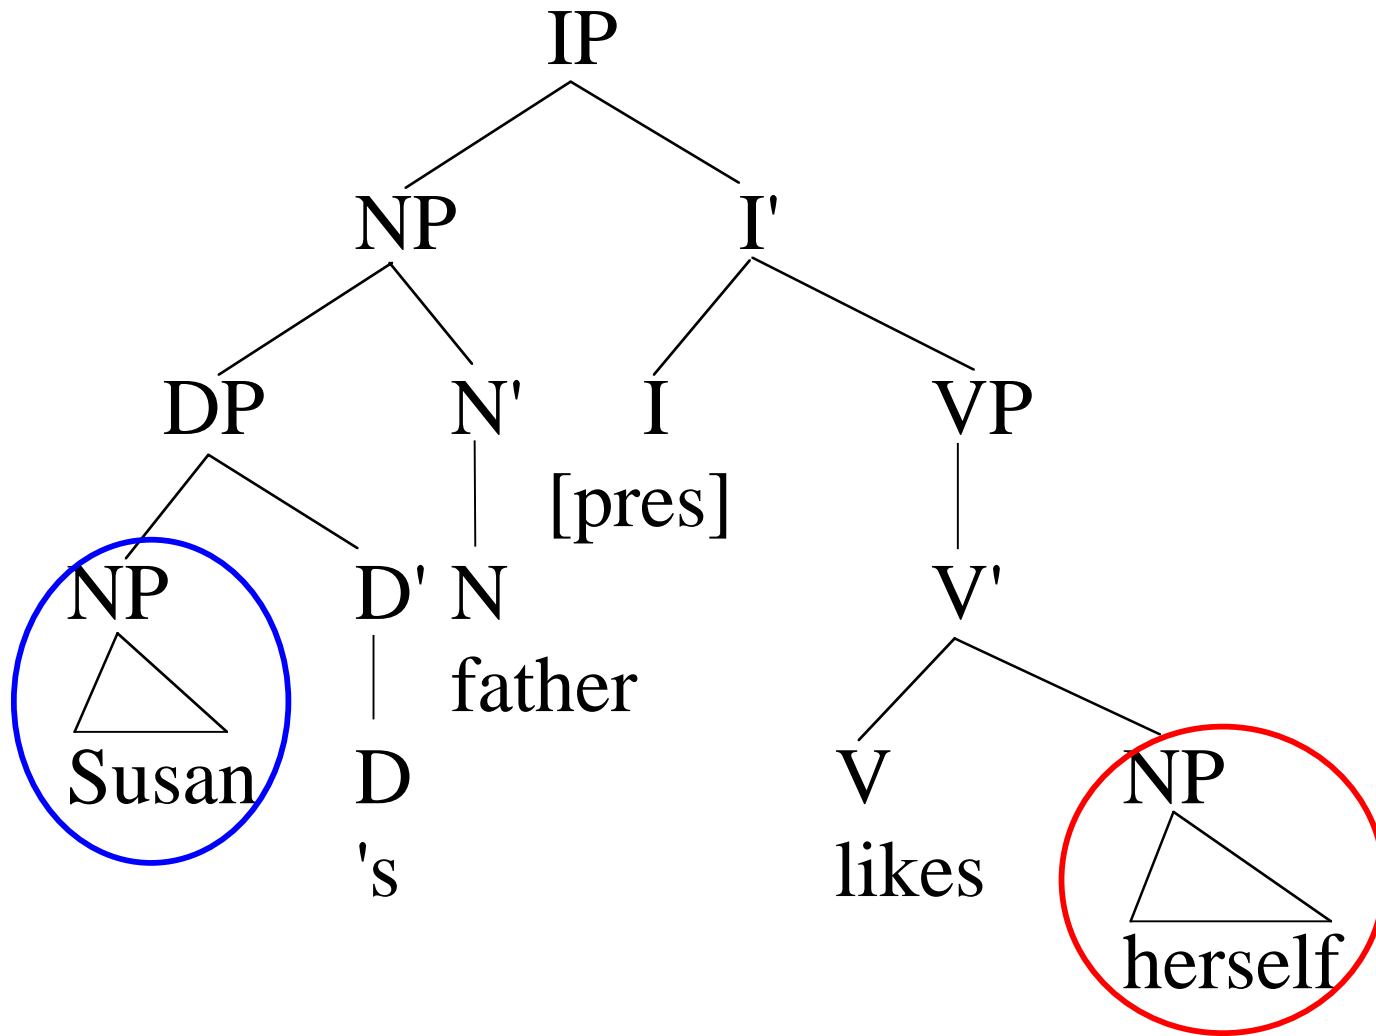 IP
NP I'
DP N' I VP
[pres]
NP D' N V'
father
Susan D V NP
's likes
herself